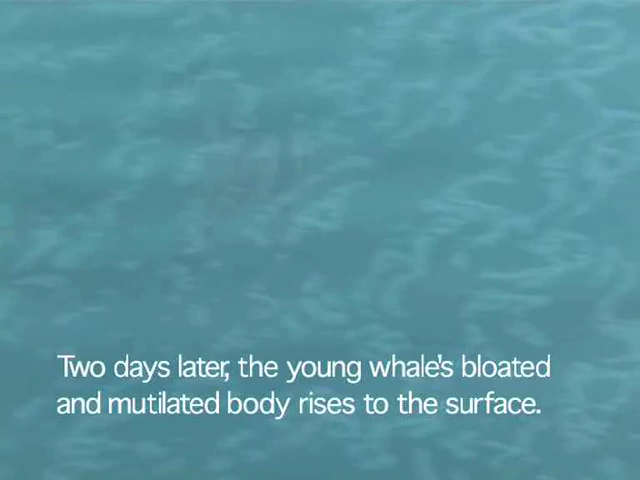 Two days later, the young whale's bloated
and mutilated body rises to the surface.